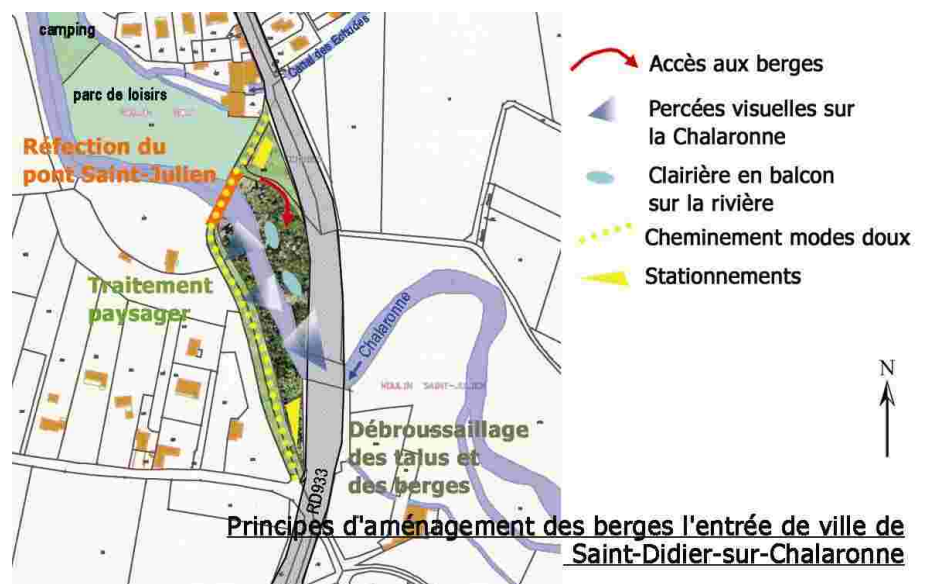 camping
Canal des Echudes
parc de loisirs
Réfection du
pont Saint-Julien
Traitement
paysager
Chalaronne
MOULIN SAINT-JULIEN
Débroussaillage
des talus et
des berges
RD933
Accès aux berges
Percées visuelles sur
la Chalaronne
Clairière en balcon
sur la rivière
Cheminement modes doux
Stationnements
N
Principes d'aménagement des berges l'entrée de ville de
Saint-Didier-sur-Chalaronne